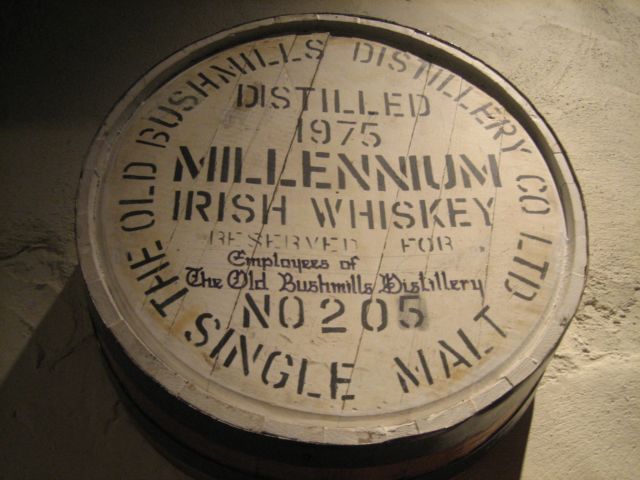 THE OLD BUSHMILLS DISTILLERY CO LTD
DISTILLED
1975
MILLENNIUM
IRISH WHISKEY
RESERVED FOR
Employees of
The Old Bushmills Distillery
NO 205
SINGLE MALT